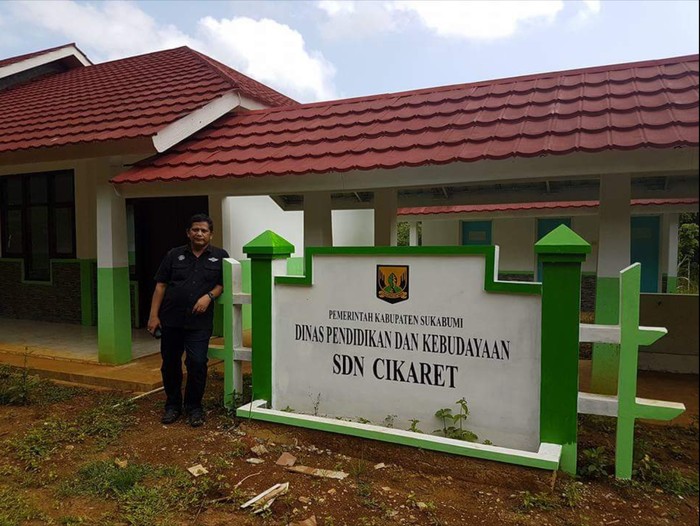 PEMERINTAH KABUPATEN SUKABUMI
DINAS PENDIDIKAN DAN KEBUDAYAAN
SDN CIKARET